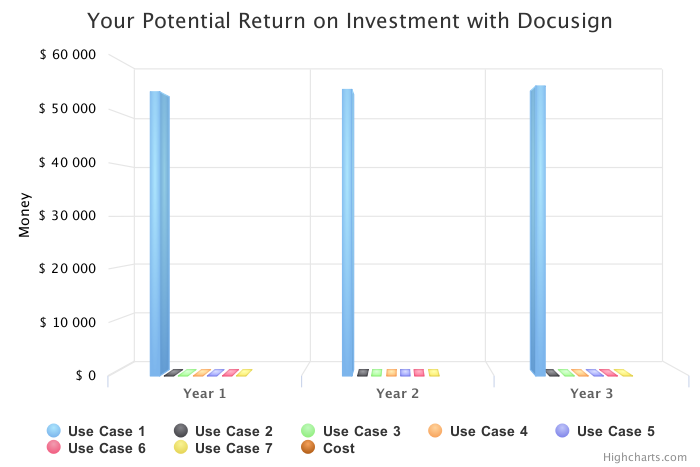 Your Potential Return on Investment with Docusign
$ 60 000
$ 50 000
$ 40 000
$ 30 000
$ 20 000
$ 10 000
$ 0
Money
Year 1 Year 2 Year 3
Use Case 1 Use Case 2 Use Case 3 Use Case 4 Use Case 5
Use Case 6 Use Case 7 Cost
Highcharts.com